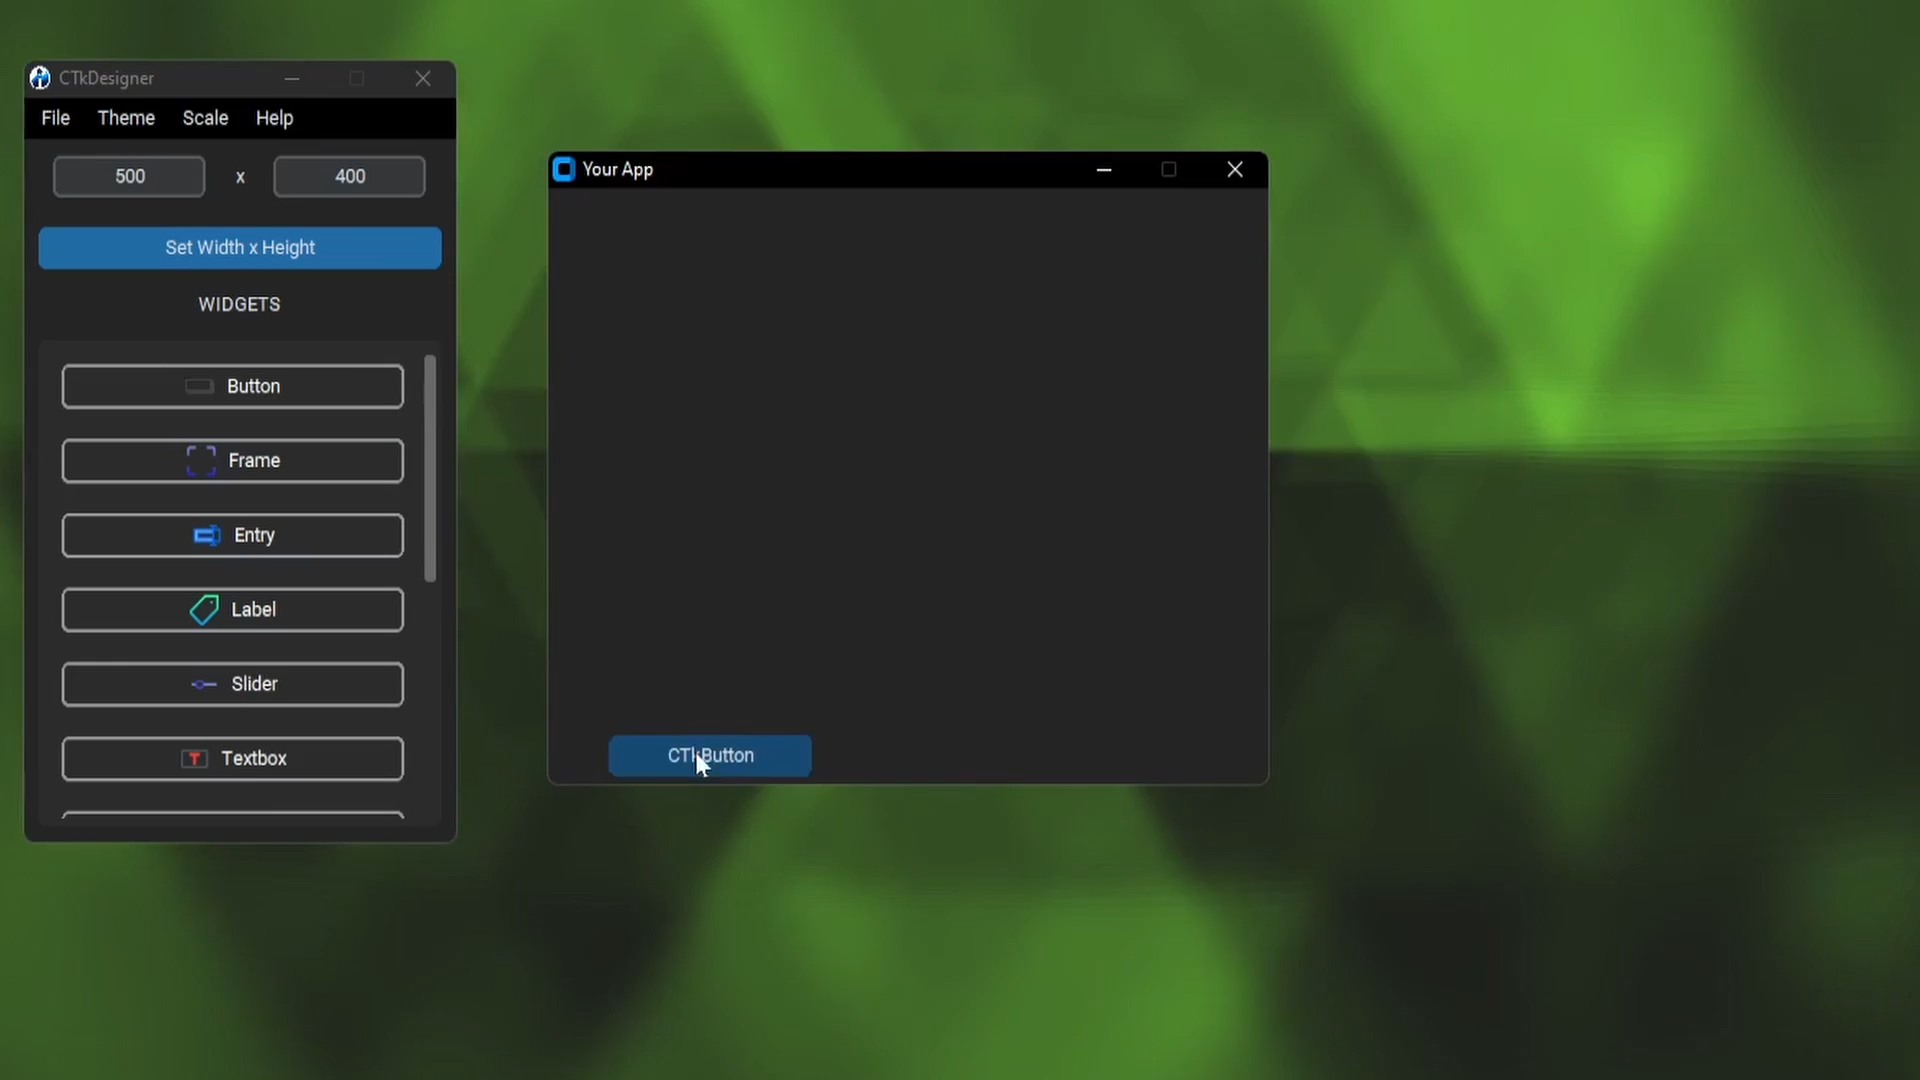 CTkDesigner
File Theme Scale Help
500 x 400
Set Width x Height
WIDGETS
Button
Frame
Entry
Label
Slider
T Textbox
Your App
CTkButton